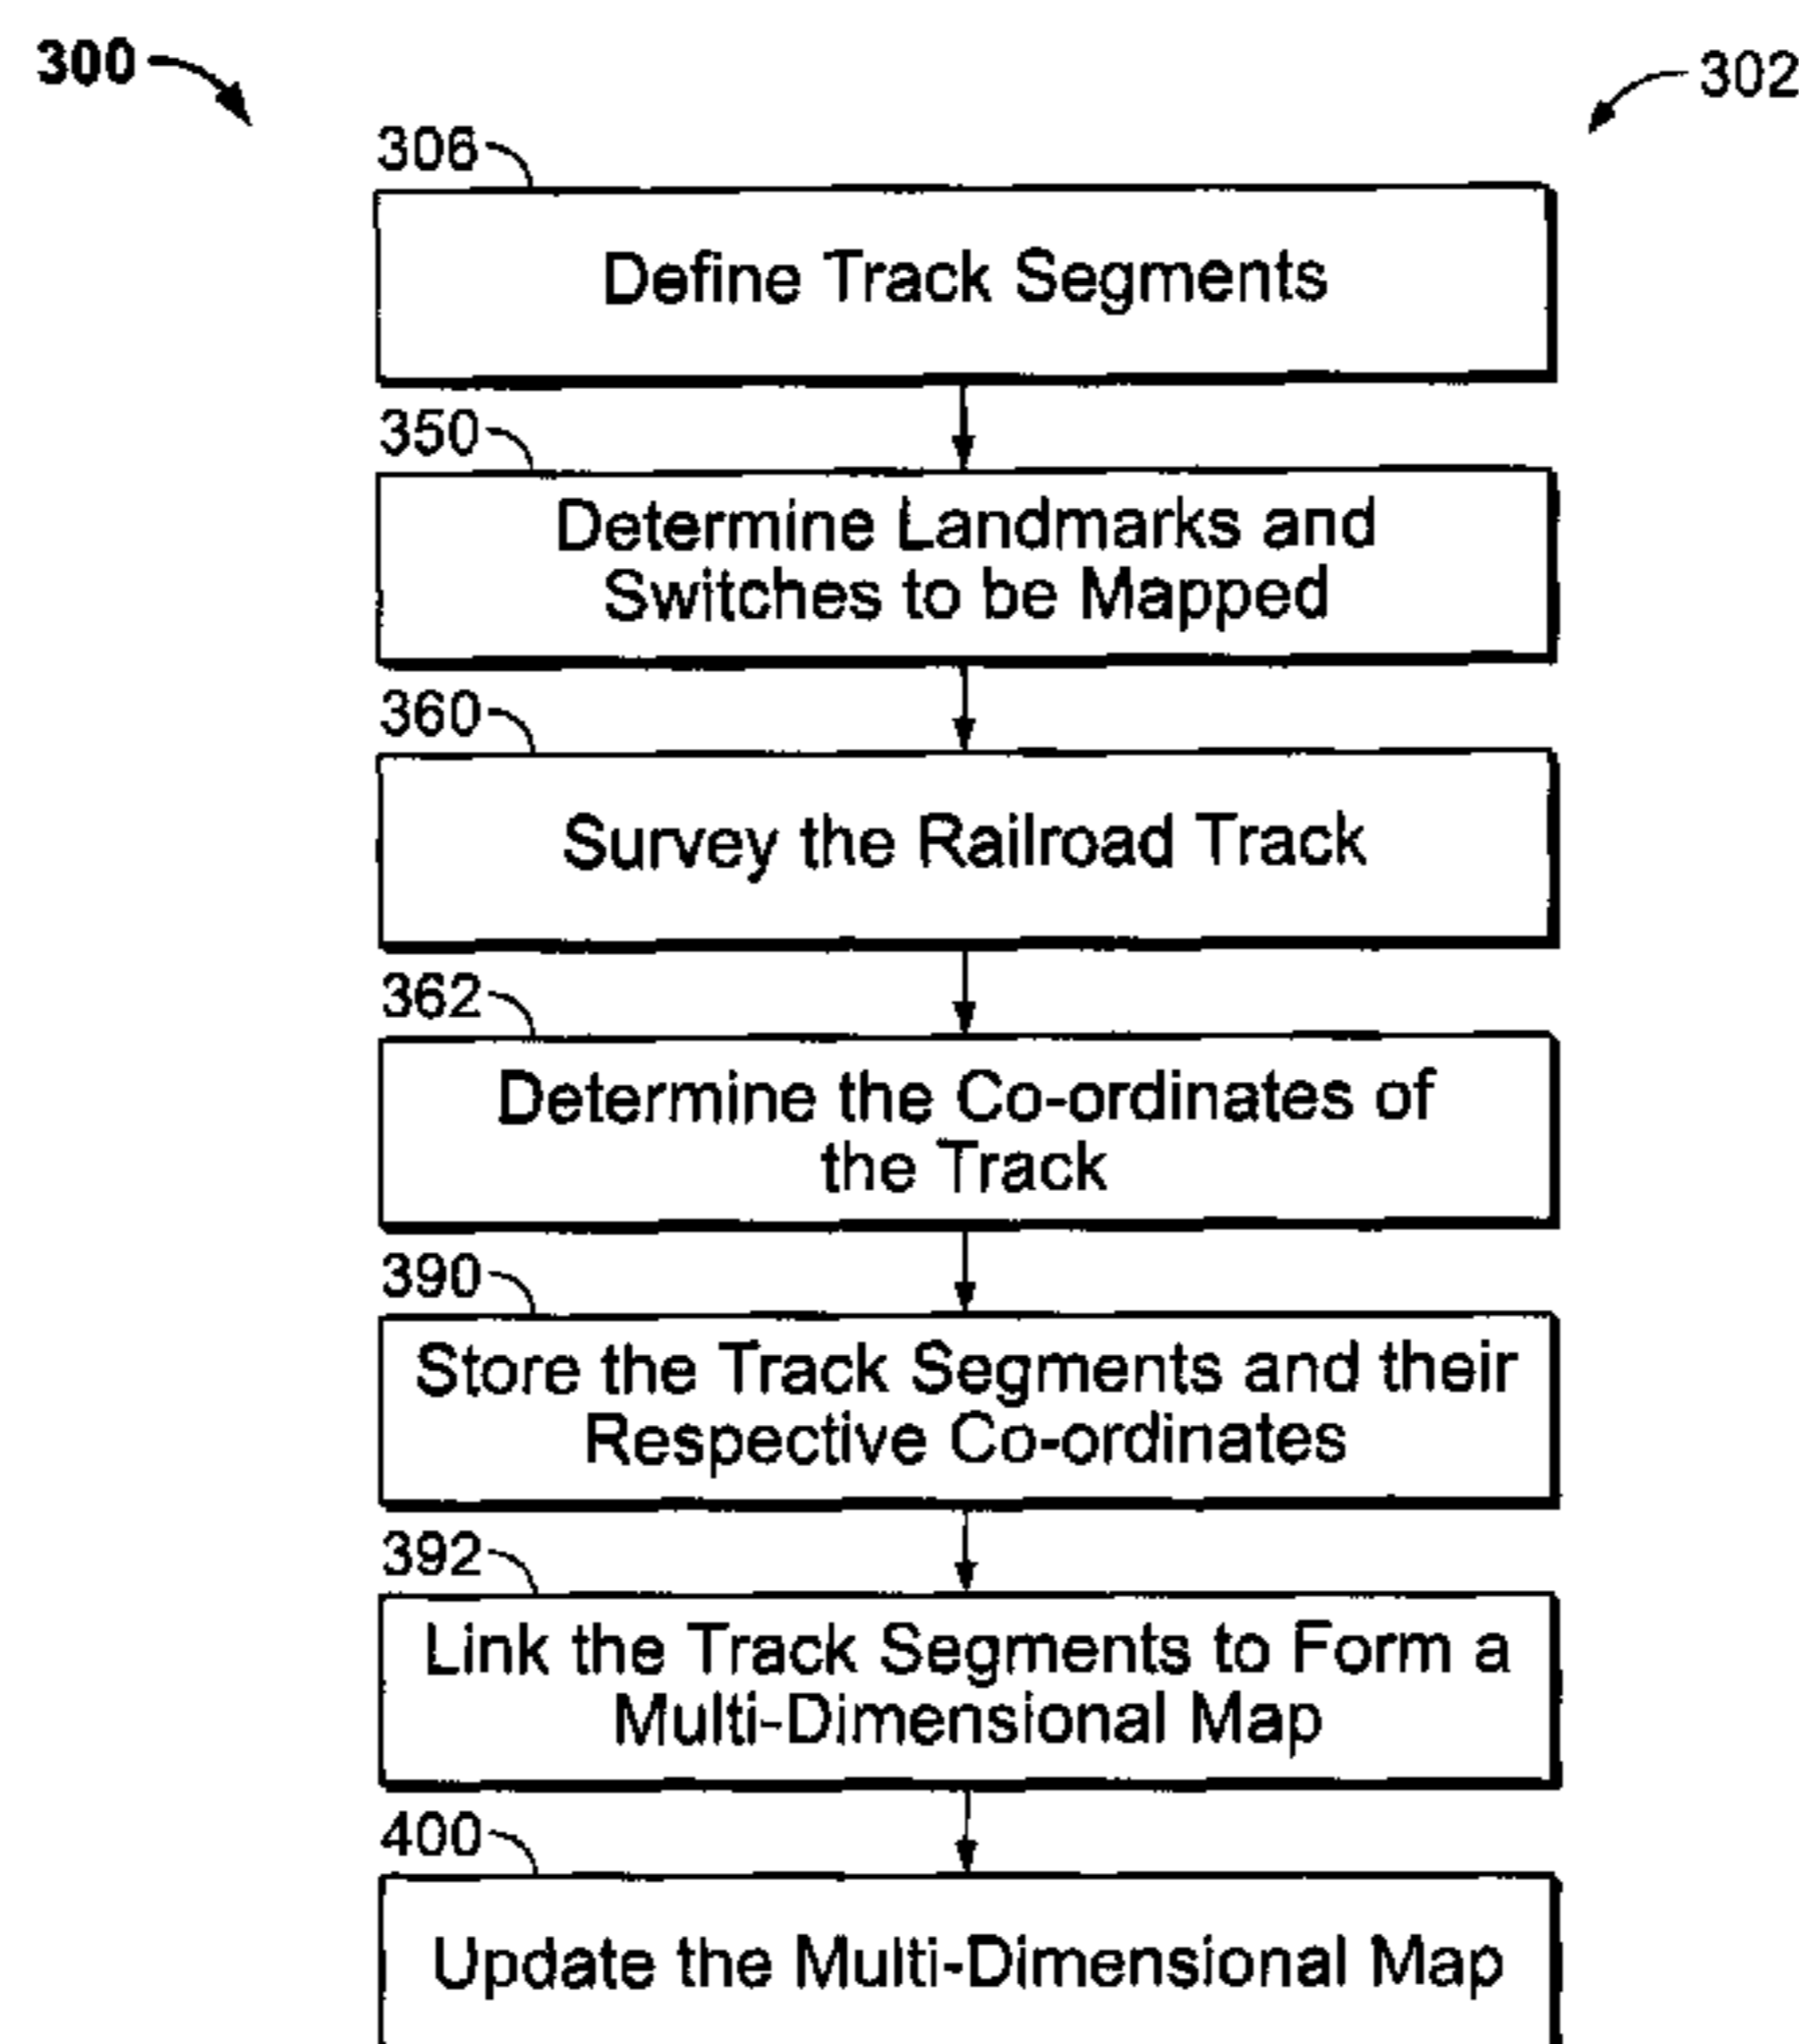 300
302
306
Define Track Segments
350
Determine Landmarks and
Switches to be Mapped
360
Survey the Railroad Track
362
Determine the Co-ordinates of
the Track
390
Store the Track Segments and their
Respective Co-ordinates
392
Link the Track Segments to Form a
Multi-Dimensional Map
400
Update the Multi-Dimensional Map